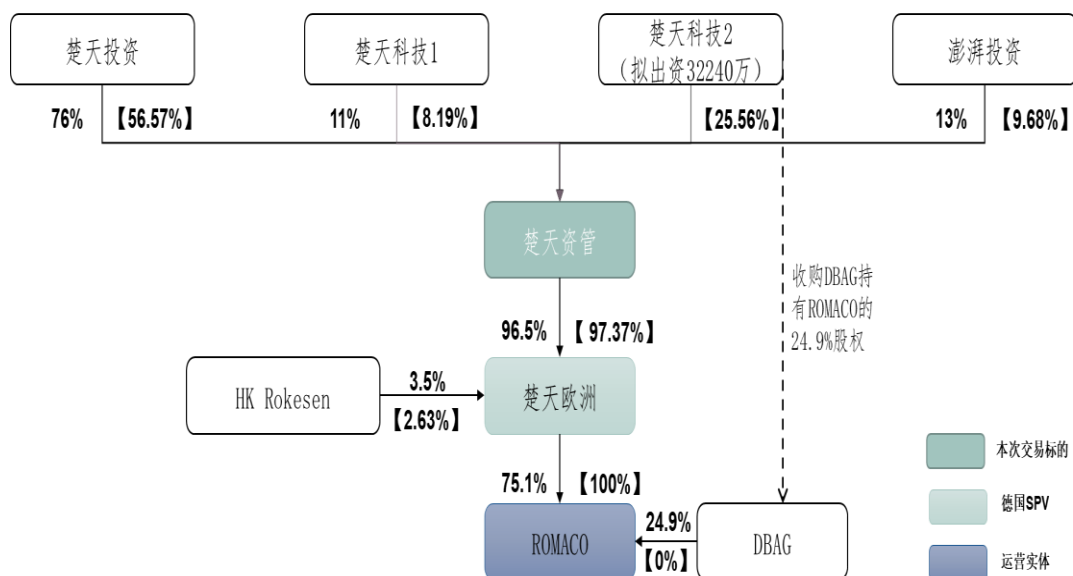 楚天投资
楚天科技1
楚天科技2
（拟出资32240万）
澎湃投资
76% 【56.57%】
11% 【8.19%】
【25.56%】
13% 【9.68%】
楚天资管
收购DBAG持
有ROMACO的
24.9%股权
96.5% 【97.37%】
HK Rokesen
3.5%
【2.63%】
楚天欧洲
本次交易标的
75.1% 【100%】
德国SPV
ROMACO
24.9%
【0%】
DBAG
运营实体